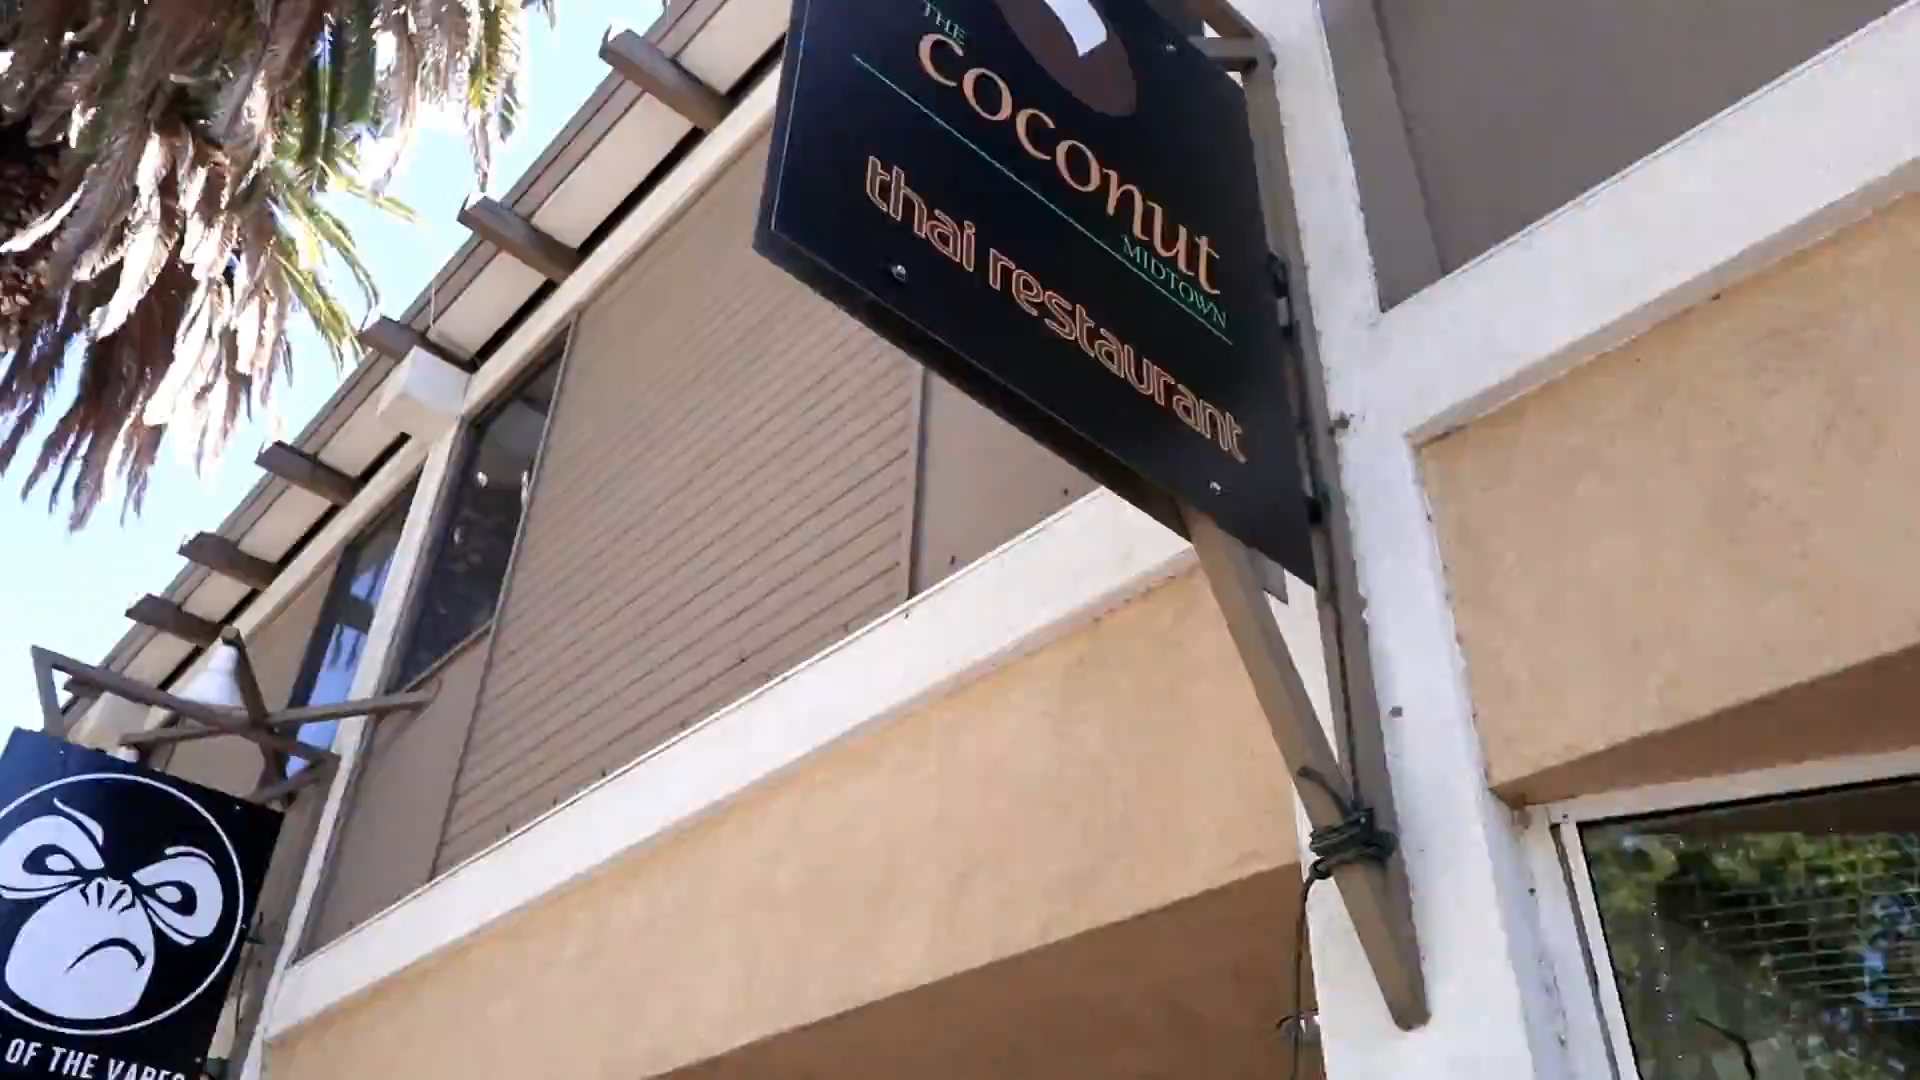 THE
coconut
MIDTOWN
thai restaurant
OF THE VAPES